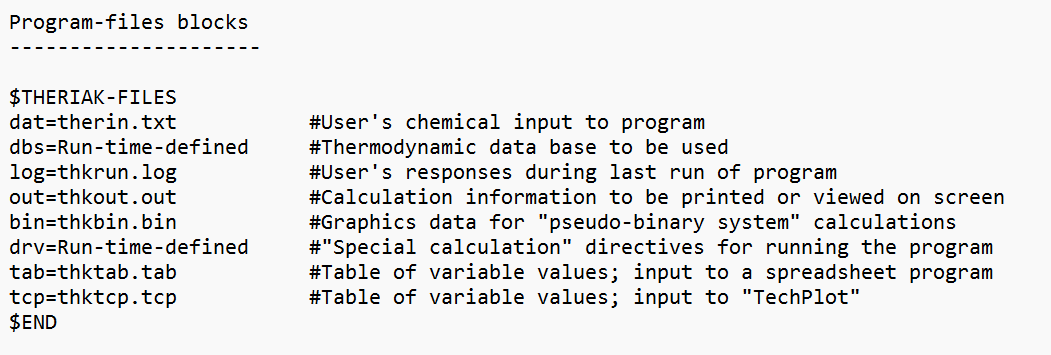 Program-files blocks
---------------------
$THERIAK-FILES
dat=therin.txt           #User's chemical input to program
dbs=Run-time-defined     #Thermodynamic data base to be used
log=thkrun.log           #User's responses during last run of program
out=thkout.out           #Calculation information to be printed or viewed on screen
bin=thkbin.bin           #Graphics data for "pseudo-binary system" calculations
drv=Run-time-defined     #"Special calculation" directives for running the program
tab=thktab.tab           #Table of variable values; input to a spreadsheet program
tcp=thktcp.tcp           #Table of variable values; input to "TechPlot"
$END